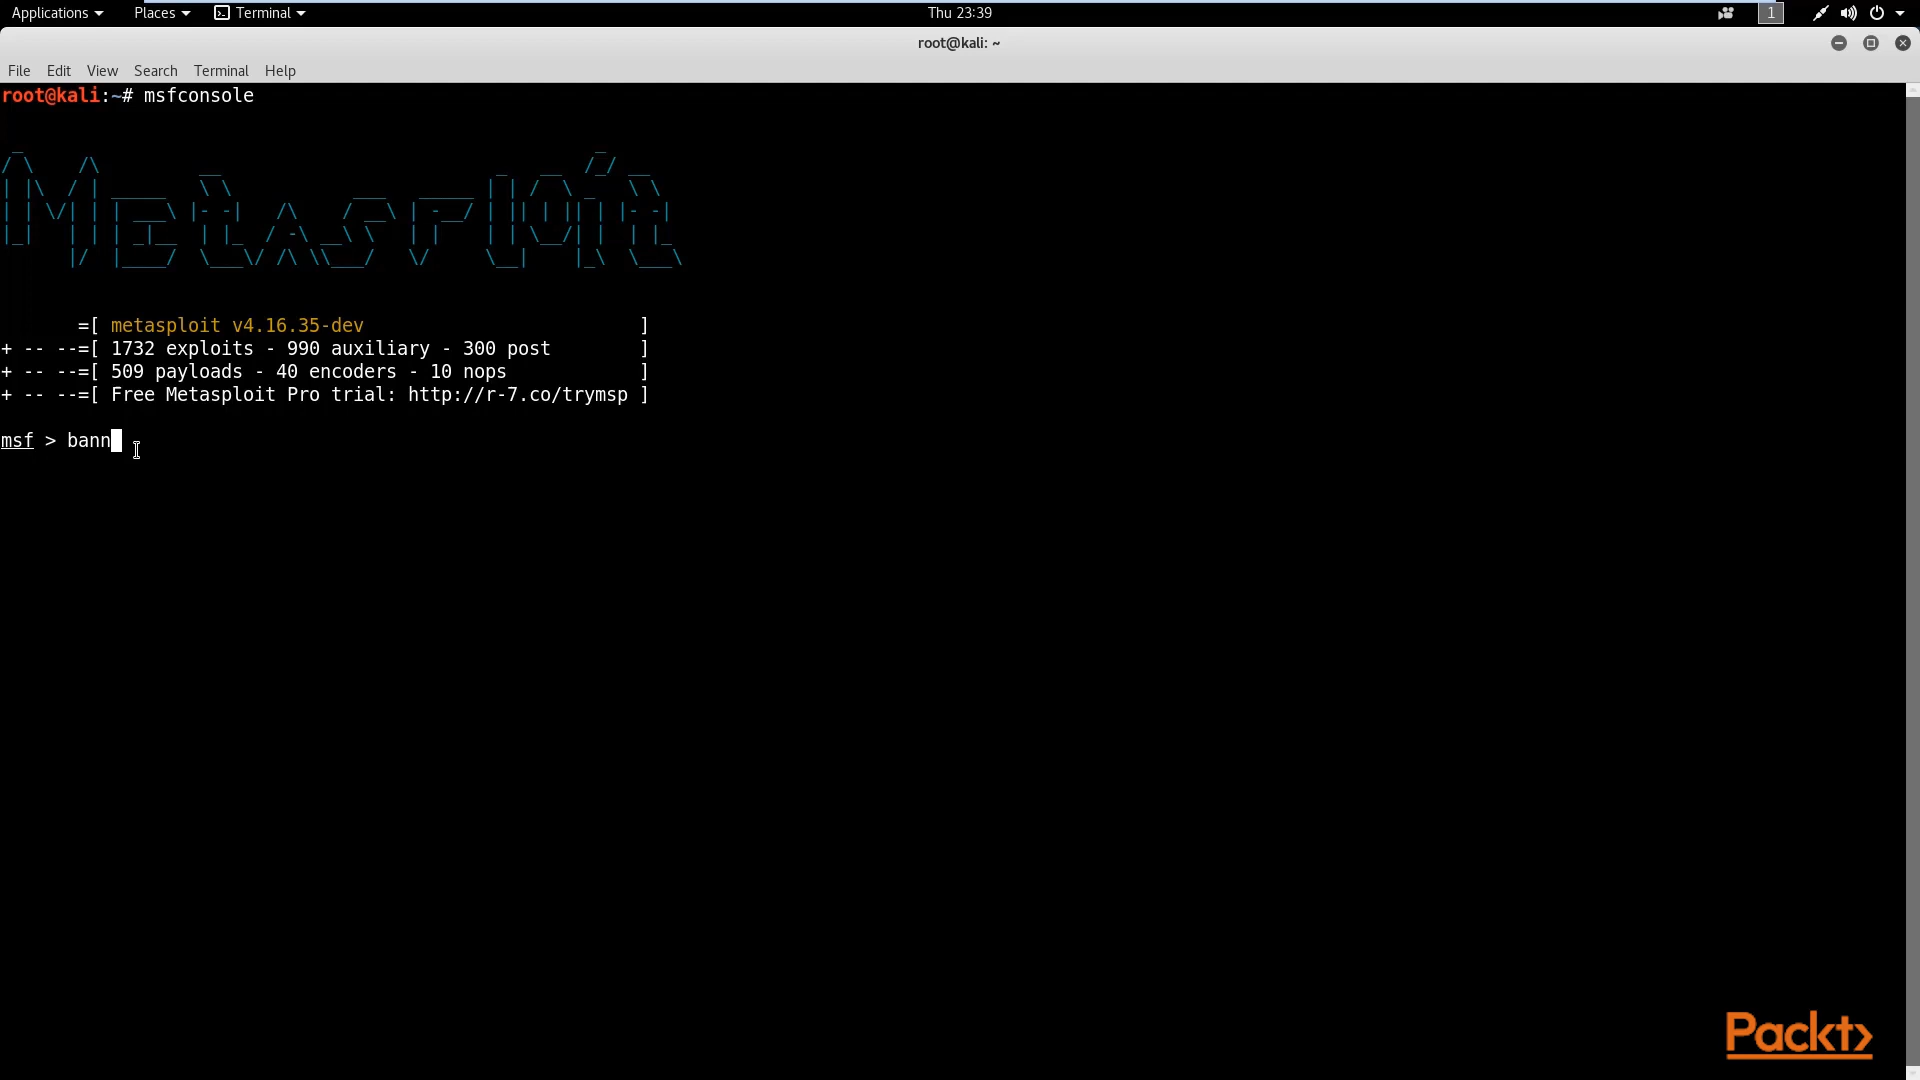 Applications Places Terminal Thu 23:39 1
root@kali: ~
File Edit View Search Terminal Help
root@kali:~# msfconsole
Metasploit
=[ metasploit v4.16.35-dev ]
+ -- --=[ 1732 exploits - 990 auxiliary - 300 post ]
+ -- --=[ 509 payloads - 40 encoders - 10 nops ]
+ -- --=[ Free Metasploit Pro trial: http://r-7.co/trymsp ]
msf > bann
Packt>